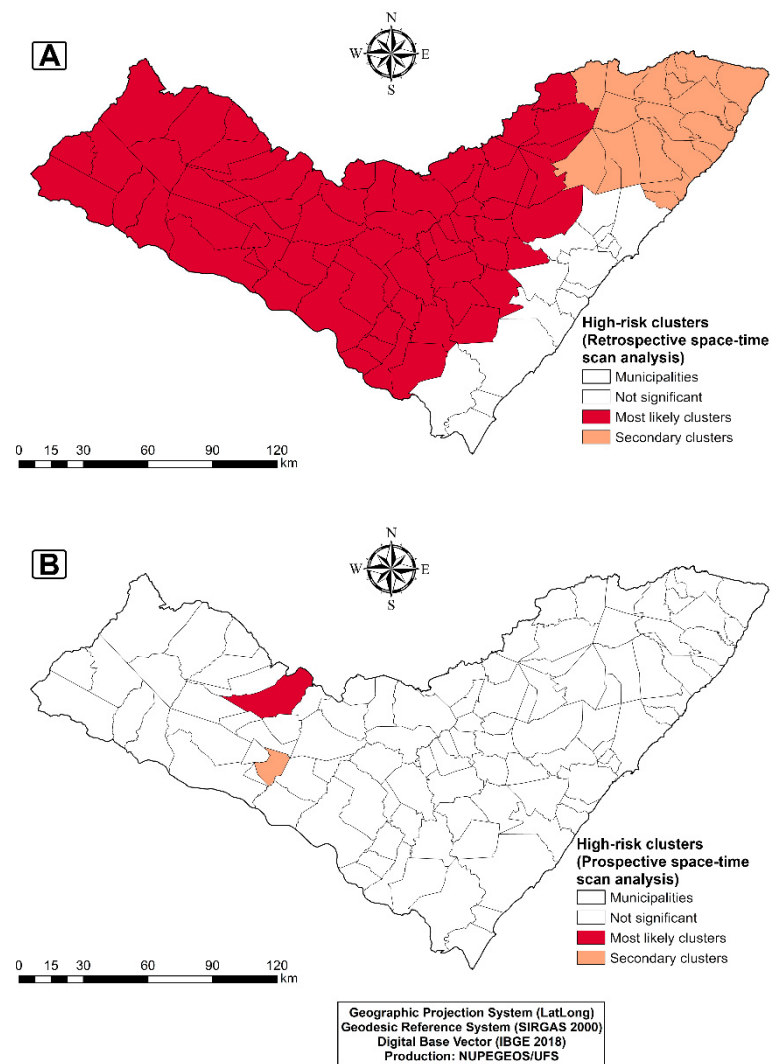 A
N
W E
S
High-risk clusters
(Retrospective space-time
scan analysis)
Municipalities
Not significant
Most likely clusters
Secondary clusters
0 15 30 60 90 120
km
B
N
W E
S
High-risk clusters
(Prospective space-time
scan analysis)
Municipalities
Not significant
Most likely clusters
Secondary clusters
0 15 30 60 90 120
km
Geographic Projection System (LatLong)
Geodesic Reference System (SIRGAS 2000)
Digital Base Vector (IBGE 2018)
Production: NUPEGEOS/UFS